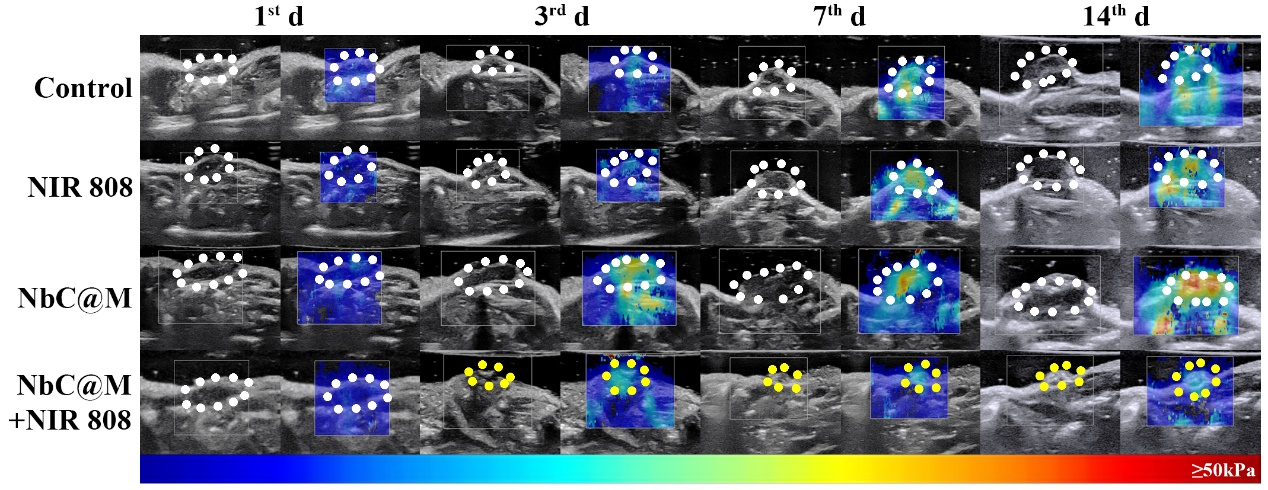 1st d 3rd d 7th d 14th d
Control
NIR 808
NbC@M
NbC@M
+NIR 808
≥50kPa